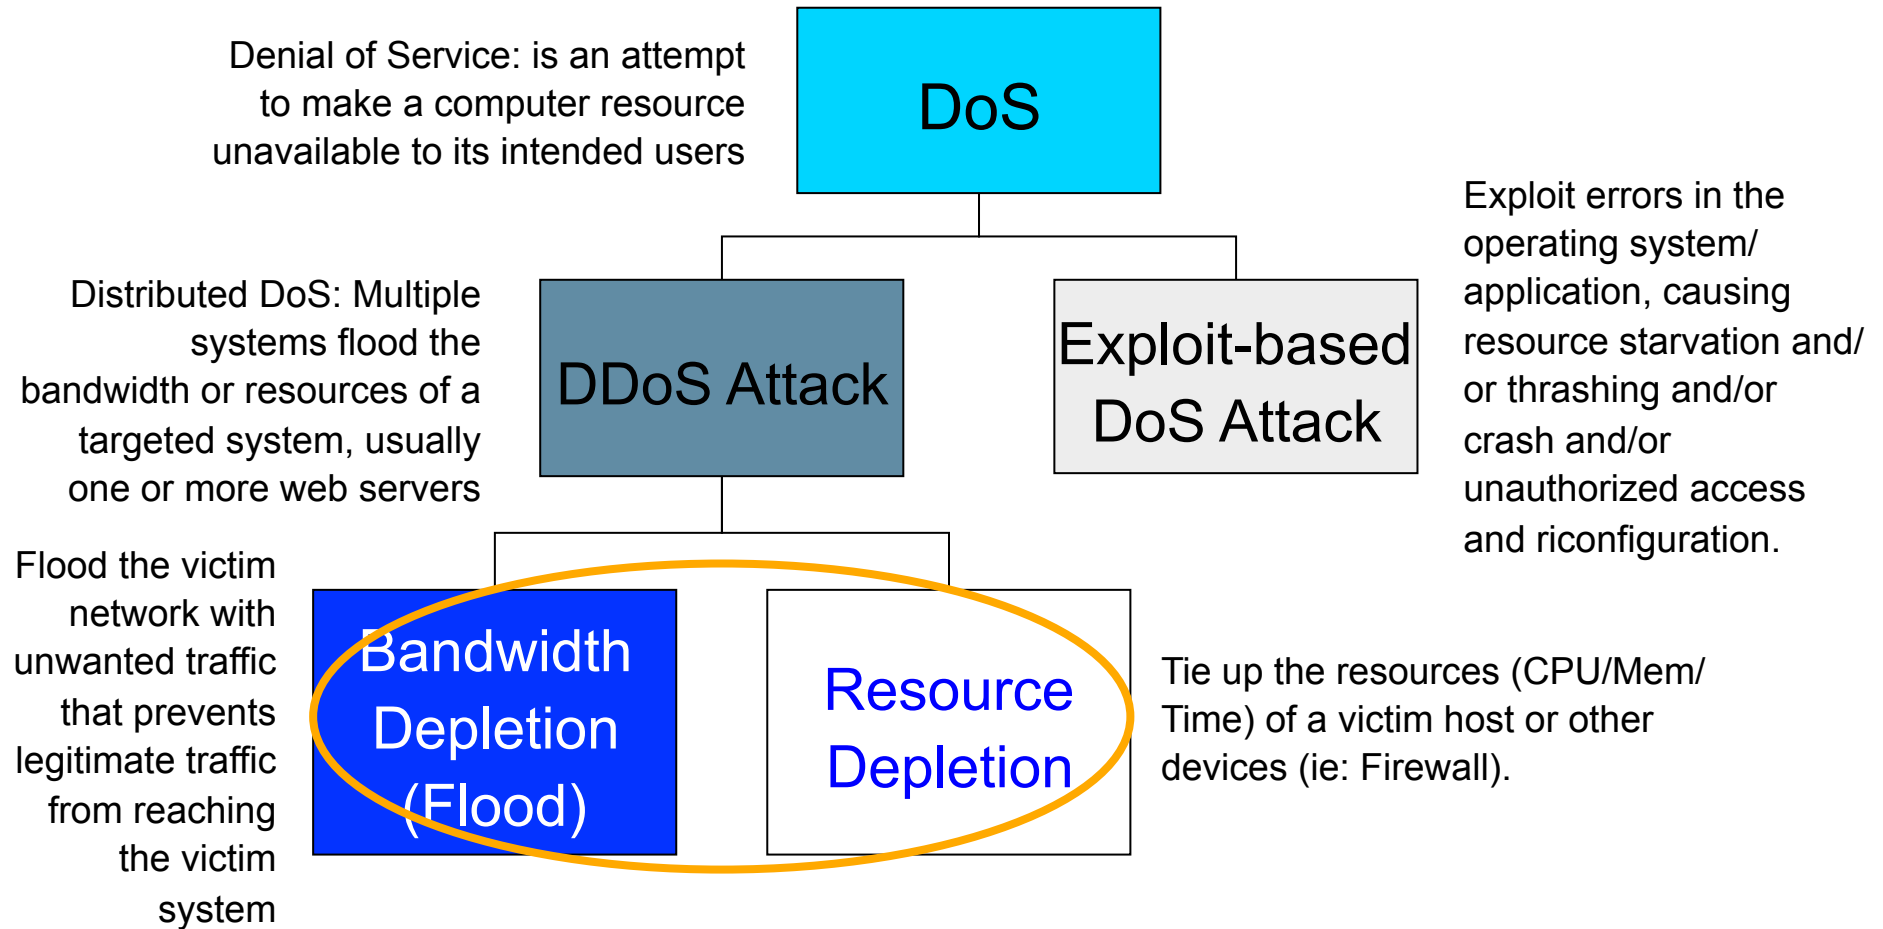 Denial of Service: is an attempt
to make a computer resource
unavailable to its intended users
DoS
Distributed DoS: Multiple
systems flood the
bandwidth or resources of a
targeted system, usually
one or more web servers
DDoS Attack
Exploit-based
DoS Attack
Exploit errors in the
operating system/
application, causing
resource starvation and/
or thrashing and/or
crash and/or
unauthorized access
and riconfiguration.
Flood the victim
network with
unwanted traffic
that prevents
legitimate traffic
from reaching
the victim
system
Bandwidth
Depletion
(Flood)
Resource
Depletion
Tie up the resources (CPU/Mem/
Time) of a victim host or other
devices (ie: Firewall).